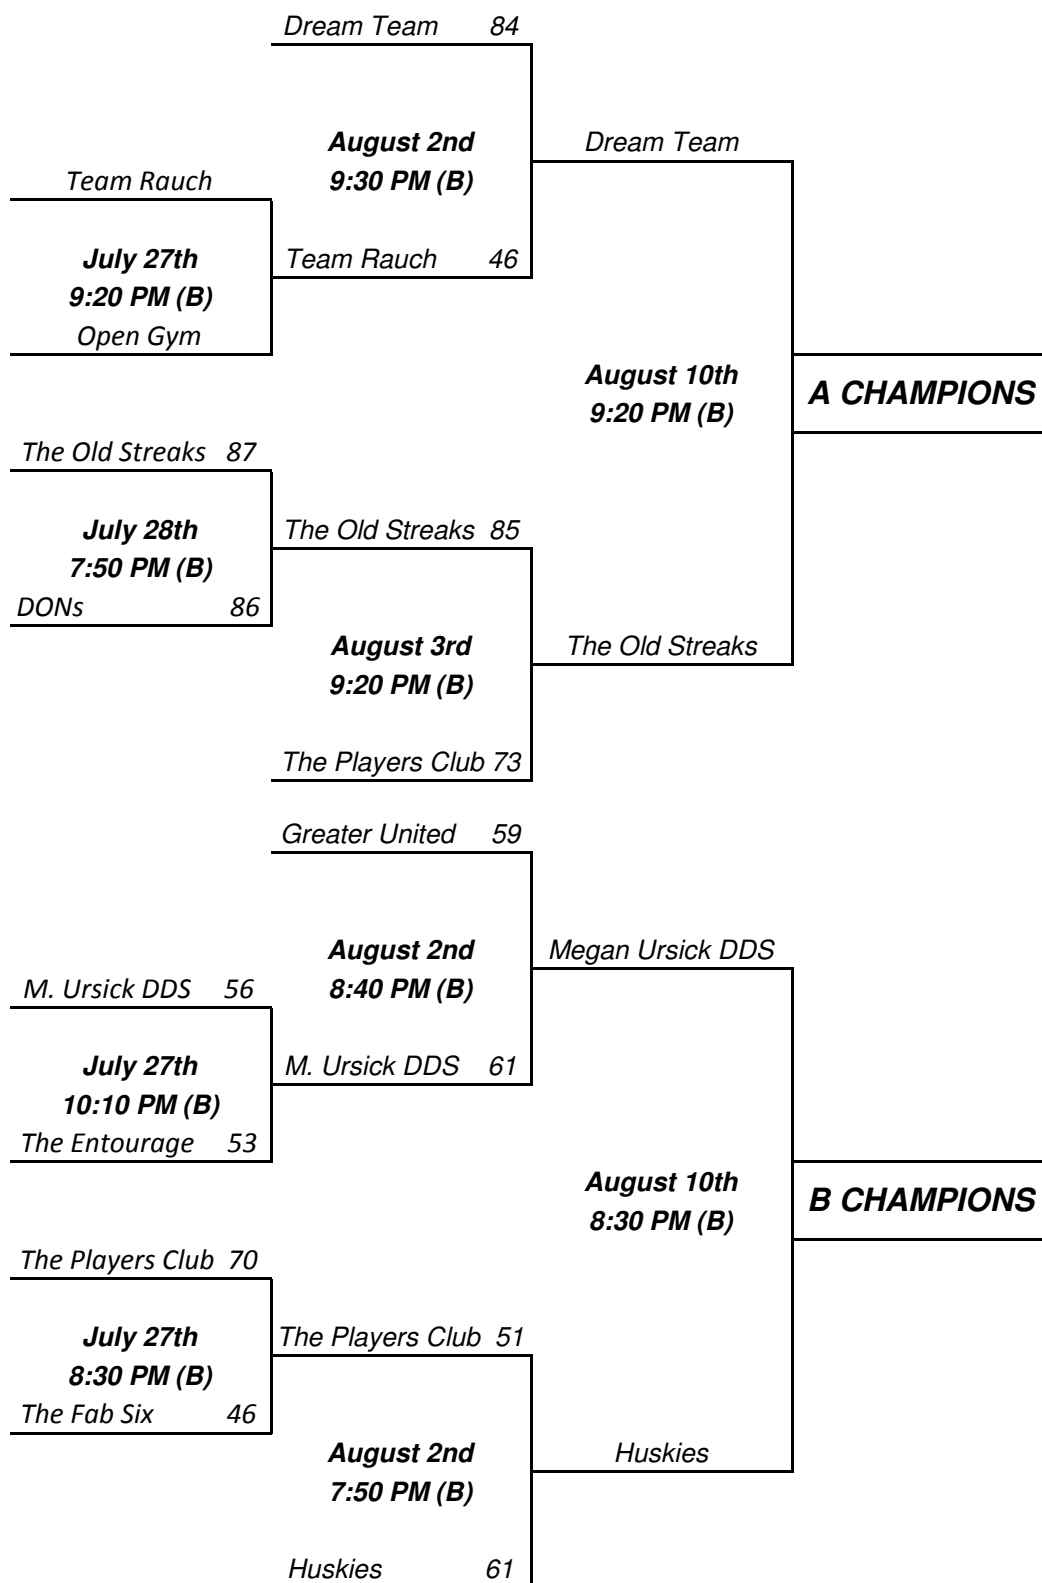 Dream Team 84
August 2nd
Dream Team
9:30 PM (B)
Team Rauch
July 27th
Team Rauch 46
9:20 PM (B)
Open Gym
August 10th
A CHAMPIONS
9:20 PM (B)
The Old Streaks 87
July 28th
The Old Streaks 85
7:50 PM (B)
DONs 86
August 3rd
The Old Streaks
9:20 PM (B)
The Players Club 73
Greater United 59
August 2nd
Megan Ursick DDS
M. Ursick DDS 56
8:40 PM (B)
July 27th
M. Ursick DDS 61
10:10 PM (B)
The Entourage 53
August 10th
B CHAMPIONS
8:30 PM (B)
The Players Club 70
July 27th
The Players Club 51
8:30 PM (B)
The Fab Six 46
August 2nd
Huskies
7:50 PM (B)
Huskies 61